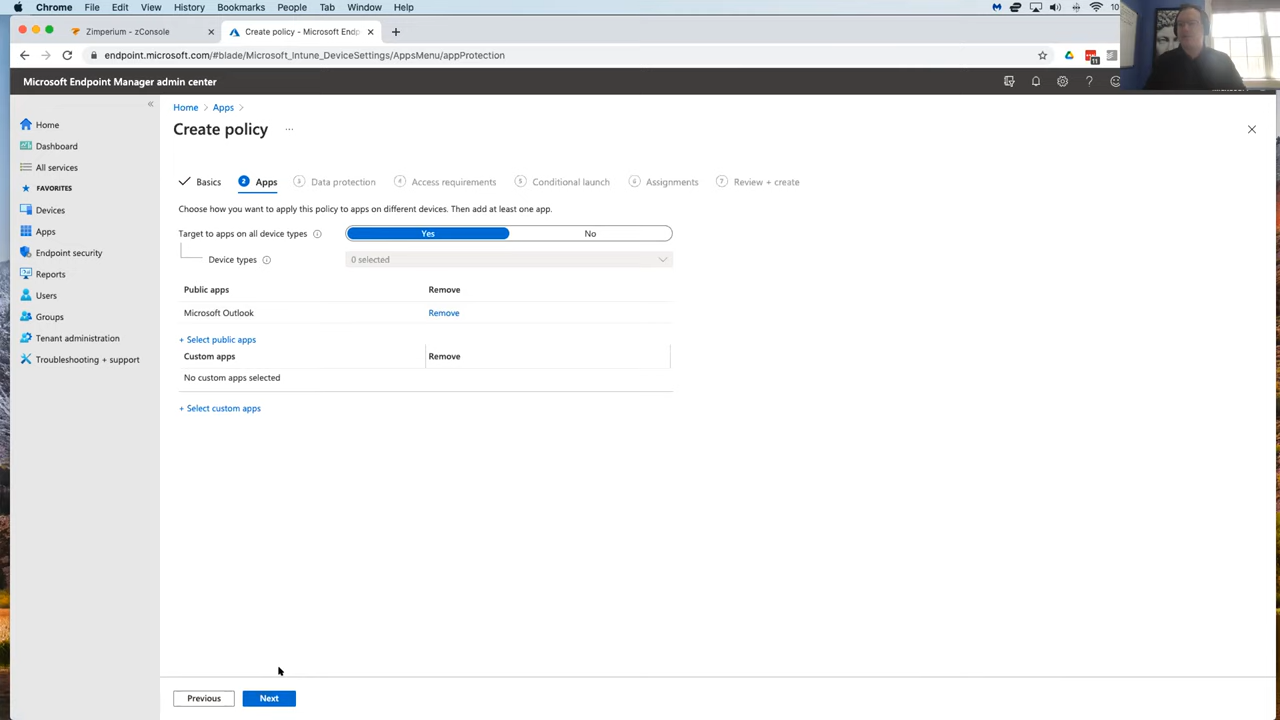 Chrome File Edit View History Bookmarks People Tab Window Help
Zimperium - zConsole
Create policy - Microsoft Endp
endpoint.microsoft.com/#blade/Microsoft_Intune_DeviceSettings/AppsMenu/appProtection
11
Microsoft Endpoint Manager admin center
Home
Dashboard
All services
FAVORITES
Devices
Apps
Endpoint security
Reports
Users
Groups
Tenant administration
Troubleshooting + support
Home > Apps >
Create policy ...
Basics 2 Apps 3 Data protection 4 Access requirements 5 Conditional launch 6 Assignments 7 Review + create
Choose how you want to apply this policy to apps on different devices. Then add at least one app.
Target to apps on all device types Yes No
Device types 0 selected
Public apps Remove
Microsoft Outlook Remove
+ Select public apps
Custom apps Remove
No custom apps selected
+ Select custom apps
Previous Next